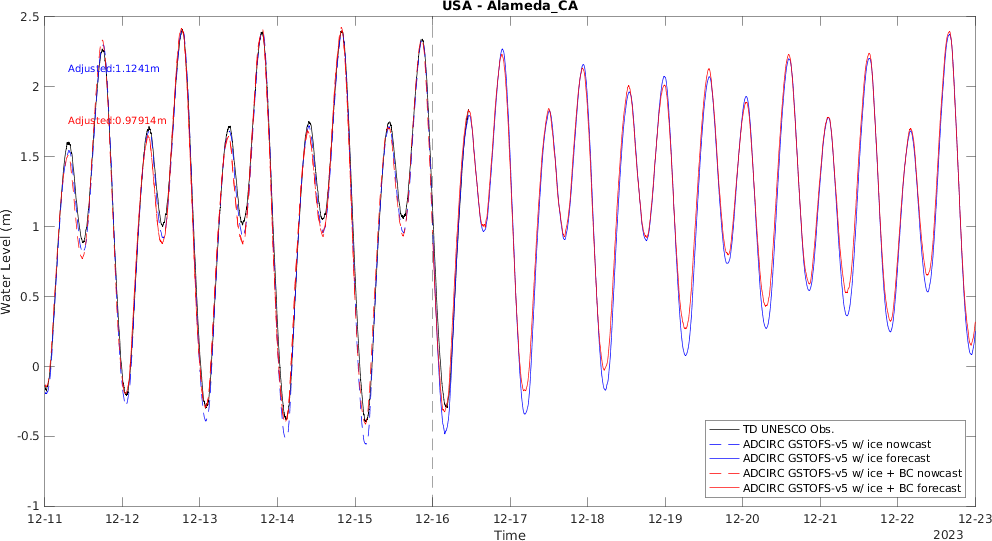 USA - Alameda_CA
2.5
2
1.5
1
0.5
0
-0.5
-1
Water Level (m)
Adjusted:1.1241m
Adjusted:0.97914m
TD UNESCO Obs.
ADCIRC GSTOFS-v5 w/ ice nowcast
ADCIRC GSTOFS-v5 w/ ice forecast
ADCIRC GSTOFS-v5 w/ ice + BC nowcast
ADCIRC GSTOFS-v5 w/ ice + BC forecast
12-11 12-12 12-13 12-14 12-15 12-16 12-17 12-18 12-19 12-20 12-21 12-22 12-23
Time
2023